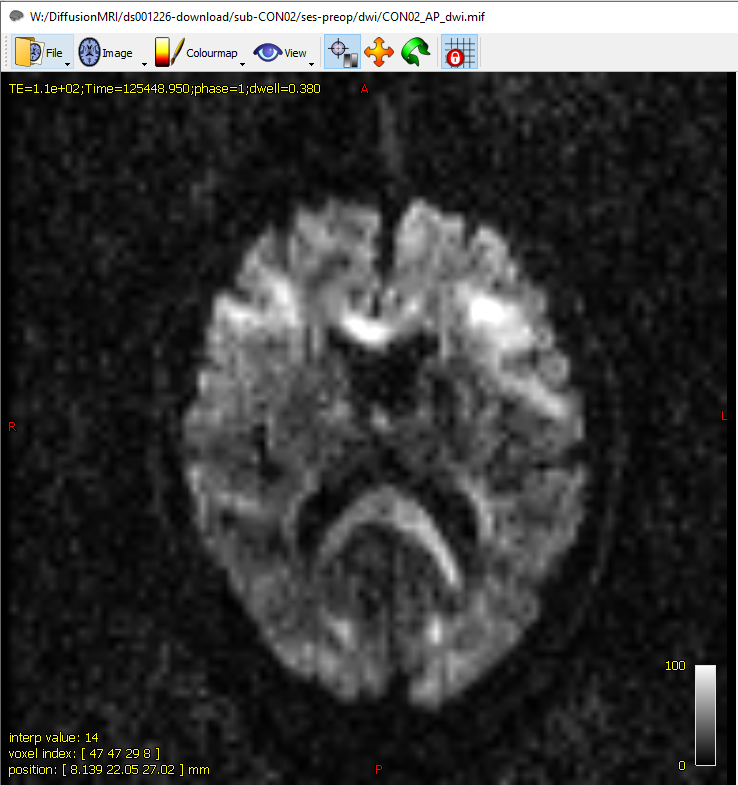 W:/DiffusionMRI/ds001226-download/sub-CON02/ses-preop/dwi/CON02_AP_dwi.mif
File Image Colourmap View
TE=1.1e+02;Time=125448.950;phase=1;dwell=0.380
A
R
L
100
interp value: 14
voxel index: [ 47 47 29 8 ]
position: [ 8.139 22.05 27.02 ] mm
0
P